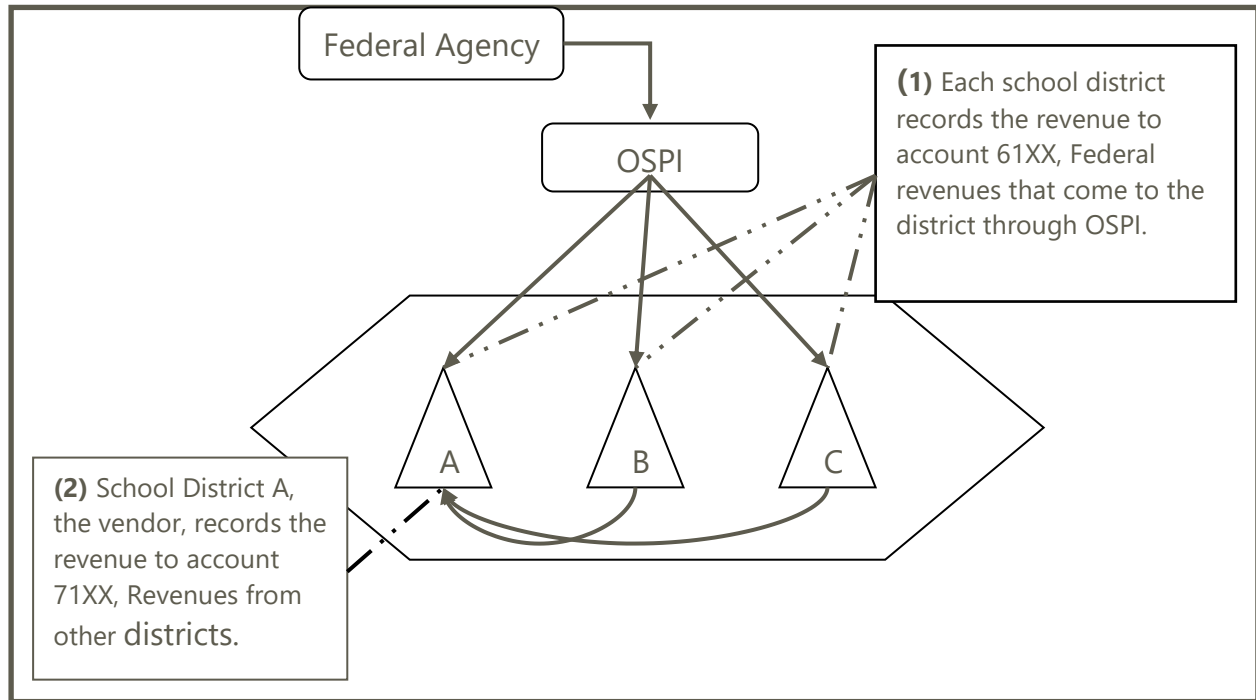 Federal Agency
(1) Each school district
records the revenue to
account 61XX, Federal
revenues that come to the
district through OSPI.
OSPI
A
B
C
(2) School District A,
the vendor, records the
revenue to account
71XX, Revenues from
other districts.